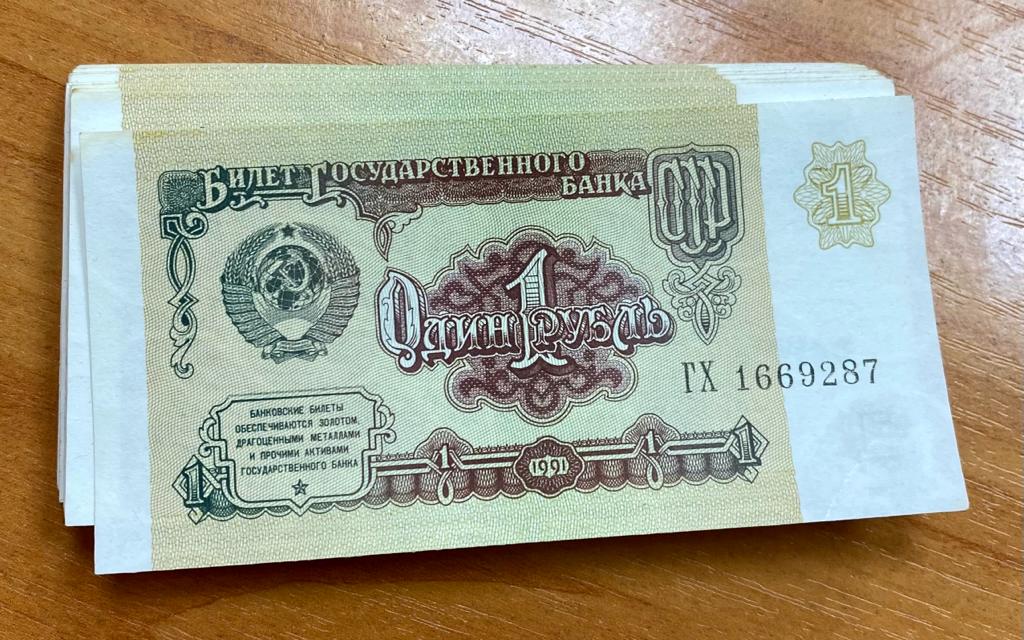 Билет Государственного
Банка
1
Один 1 рубль
ГХ 1669287
БАНКОВСКИЕ БИЛЕТЫ
ОБЕСПЕЧИВАЮТСЯ ЗОЛОТОМ,
ДРАГОЦЕННЫМИ МЕТАЛЛАМИ
И ПРОЧИМИ АКТИВАМИ
ГОСУДАРСТВЕННОГО БАНКА
1 1 1991 1 1